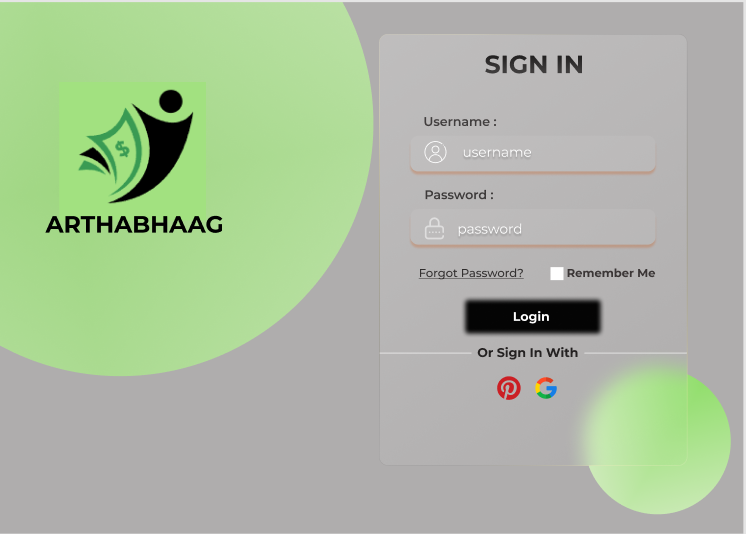 ARTHABHAAG
SIGN IN
Username :
username
Password :
password
Forgot Password? Remember Me
Login
Or Sign In With